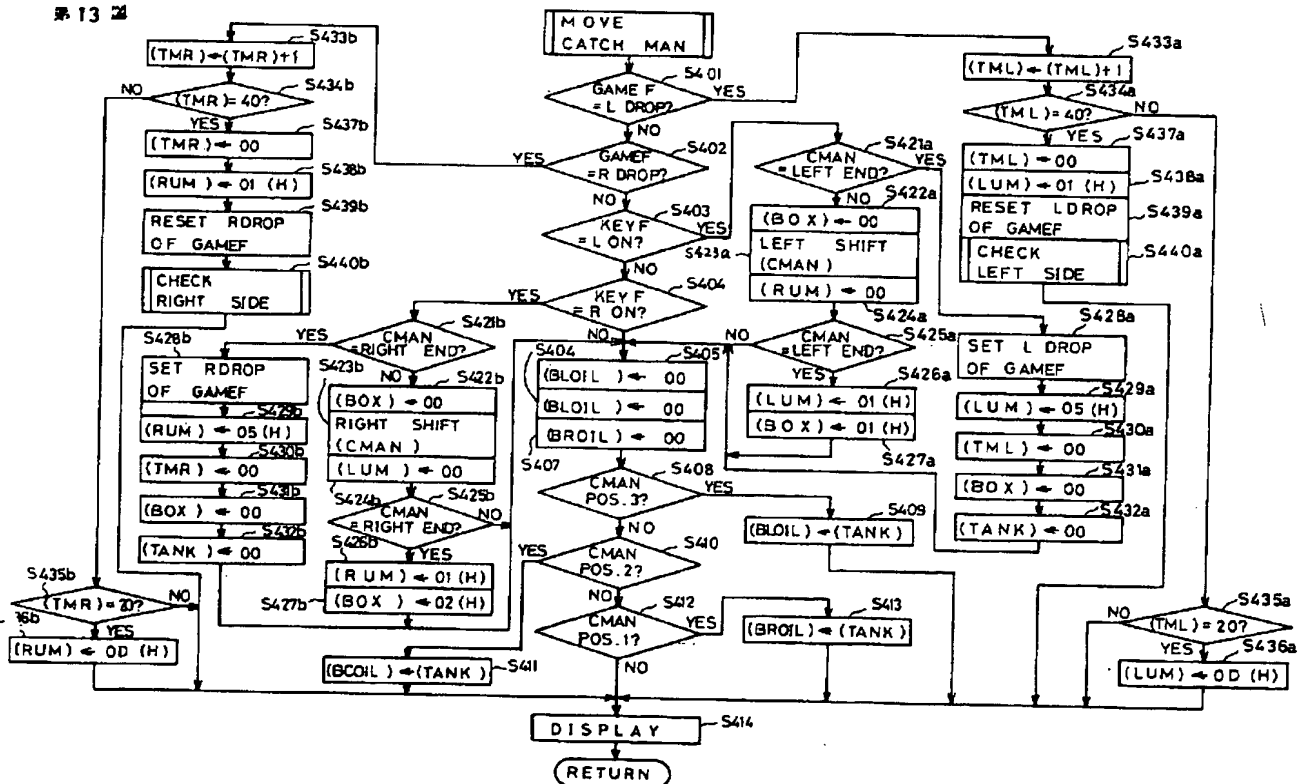 第13図
MOVE
CATCH MAN
S401
GAME F
=L DROP?
YES
NO
S402
GAMEF
=R DROP?
YES
NO
S403
KEY F
=L ON?
YES
NO
S404
KEY F
=R ON?
YES
NO
S404
S405
(BLOIL) ← 00
(BLOIL) ← 00
(BROIL) ← 00
S407
S408
CMAN
POS.3?
YES
NO
S409
(BLOIL)←(TANK)
S410
CMAN
POS.2?
YES
NO
S411
(BCOIL)←(TANK)
S412
CMAN
POS.1?
YES
NO
S413
(BROIL)←(TANK)
S414
DISPLAY
RETURN
S433b
(TMR)←(TMR)+1
S434b
(TMR)=40?
NO
YES
S437b
(TMR)← 00
S438b
(RUM)← 01 (H)
S439b
RESET RDROP
OF GAMEF
S440b
CHECK
RIGHT SIDE
S421b
CMAN
=RIGHT END?
YES
NO
S428b
SET RDROP
OF GAMEF
S429b
(RUM)← 05 (H)
S430b
(TMR)← 00
S431b
(BOX)← 00
S432b
(TANK)← 00
S435b
(TMR)=20?
NO
YES
36b
(RUM)← 0D (H)
S422b
S423b
(BOX)←00
RIGHT SHIFT
(CMAN)
(LUM)← 00
S424b
S425b
CMAN
=RIGHT END?
NO
YES
S426b
(RUM)← 01 (H)
(BOX)← 02 (H)
S427b
S421a
CMAN
=LEFT END?
YES
NO
S422a
(BOX)← 00
S423a
LEFT SHIFT
(CMAN)
(RUM)← 00
S424a
S425a
CMAN
=LEFT END?
NO
YES
S426a
(LUM)← 01 (H)
(BOX)← 01 (H)
S427a
S433a
(TML)←(TML)+1
S434a
(TML)=40?
NO
YES
S437a
(TML)← 00
S438a
(LUM)← 01 (H)
S439a
RESET LDROP
OF GAMEF
S440a
CHECK
LEFT SIDE
S428a
SET L DROP
OF GAMEF
S429a
(LUM)← 05 (H)
S430a
(TML)← 00
S431a
(BOX)← 00
S432a
(TANK)← 00
S435a
(TML)=20?
NO
YES
S436a
(LUM)← 0D (H)